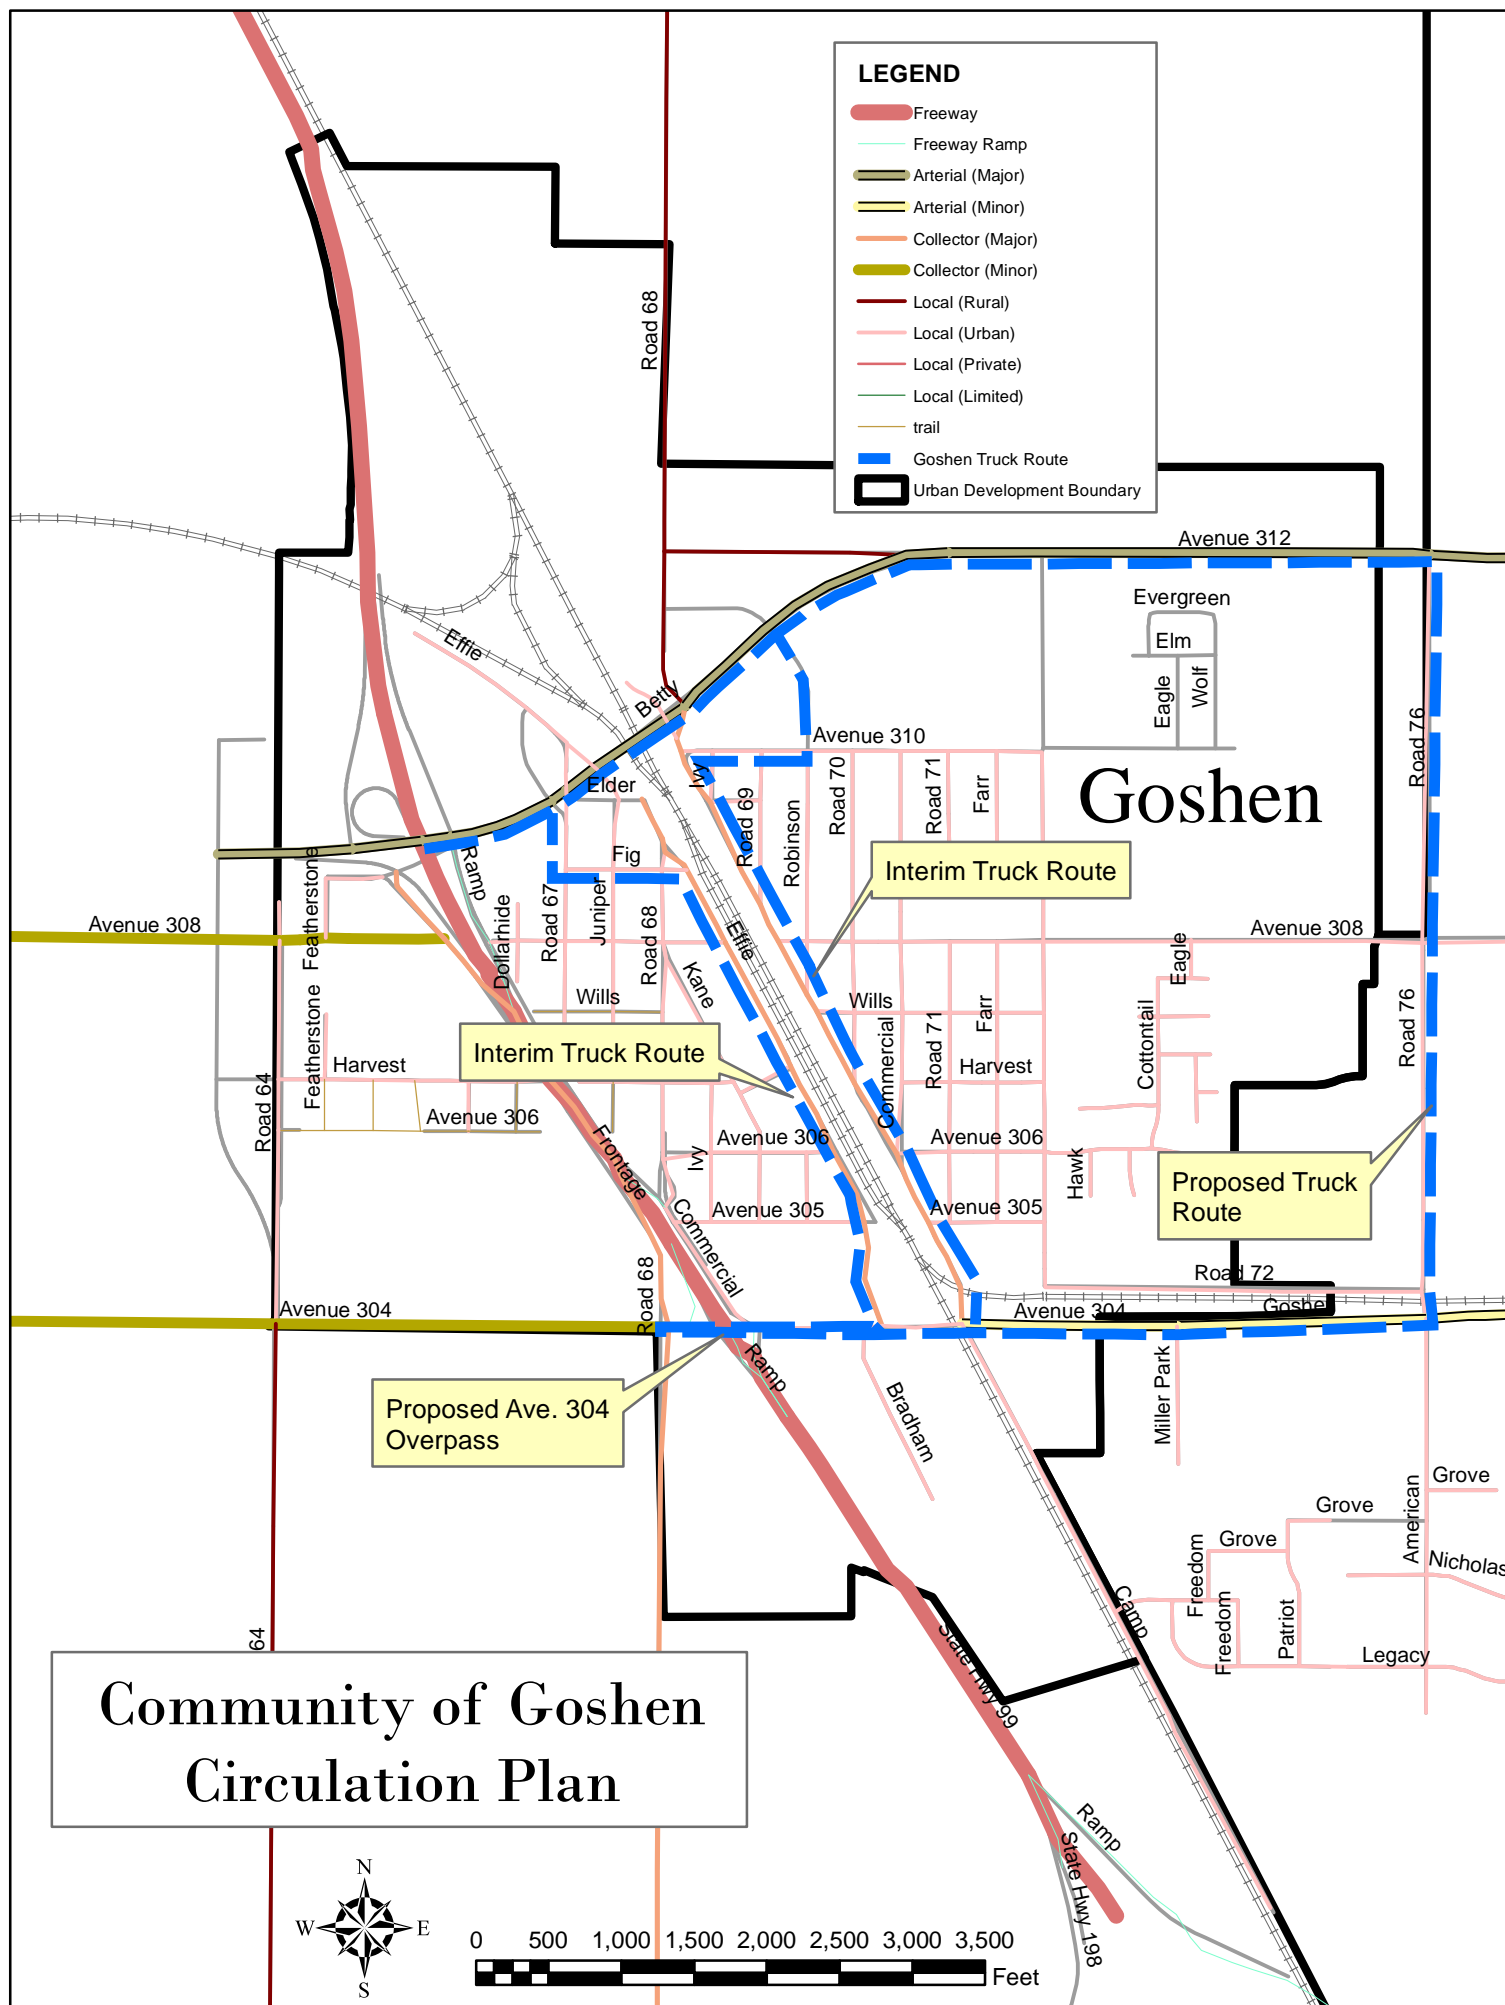 LEGEND
Freeway
Freeway Ramp
Arterial (Major)
Arterial (Minor)
Collector (Major)
Collector (Minor)
Local (Rural)
Local (Urban)
Local (Private)
Local (Limited)
trail
Goshen Truck Route
Urban Development Boundary
Road 68
Avenue 312
Evergreen
Elm
Eagle
Wolf
Effie
Betty
Avenue 310
Road 76
Goshen
Elder
Ivy
Road 69
Robinson
Road 70
Road 71
Farr
Fig
Interim Truck Route
Ramp
Featherstone
Avenue 308
Dollarhide
Road 67
Juniper
Road 68
Effie
Avenue 308
Eagle
Kane
Wills
Wills
Commercial
Road 71
Farr
Cottontail
Road 76
Featherstone
Interim Truck Route
Harvest
Harvest
Road 64
Avenue 306
Frontage
Ivy
Avenue 306
Avenue 306
Hawk
Proposed Truck
Route
Avenue 305
Avenue 305
Commercial
Road 68
Road 72
Avenue 304
Avenue 304
Goshen
Ramp
Proposed Ave. 304
Overpass
Bradham
Miller Park
American
Grove
Grove
Grove
Freedom
Nicholas
Freedom
Patriot
Legacy
Camp
64
State Hwy 99
Community of Goshen
Circulation Plan
Ramp
State Hwy 198
N
W
E
S
0 500 1,000 1,500 2,000 2,500 3,000 3,500
Feet